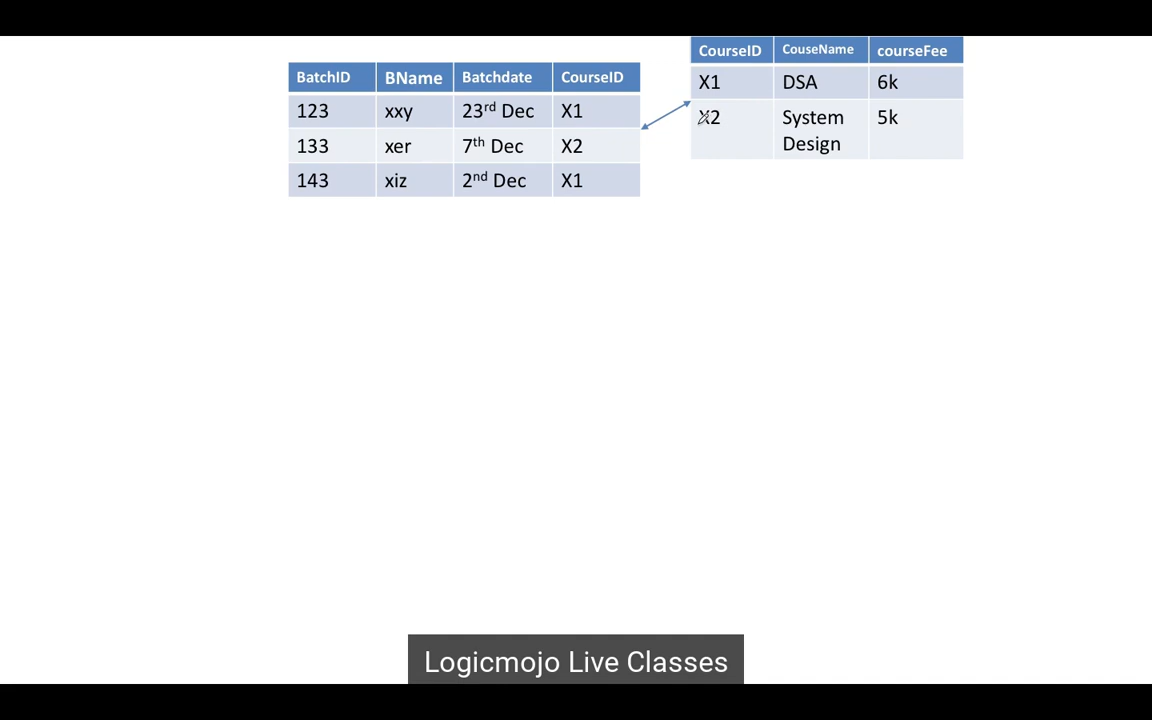 BatchID BName Batchdate CourseID
123 xxy 23rd Dec X1
133 xer 7th Dec X2
143 xiz 2nd Dec X1
CourseID CouseName courseFee
X1 DSA 6k
X2 System 5k
Design
Logicmojo Live Classes